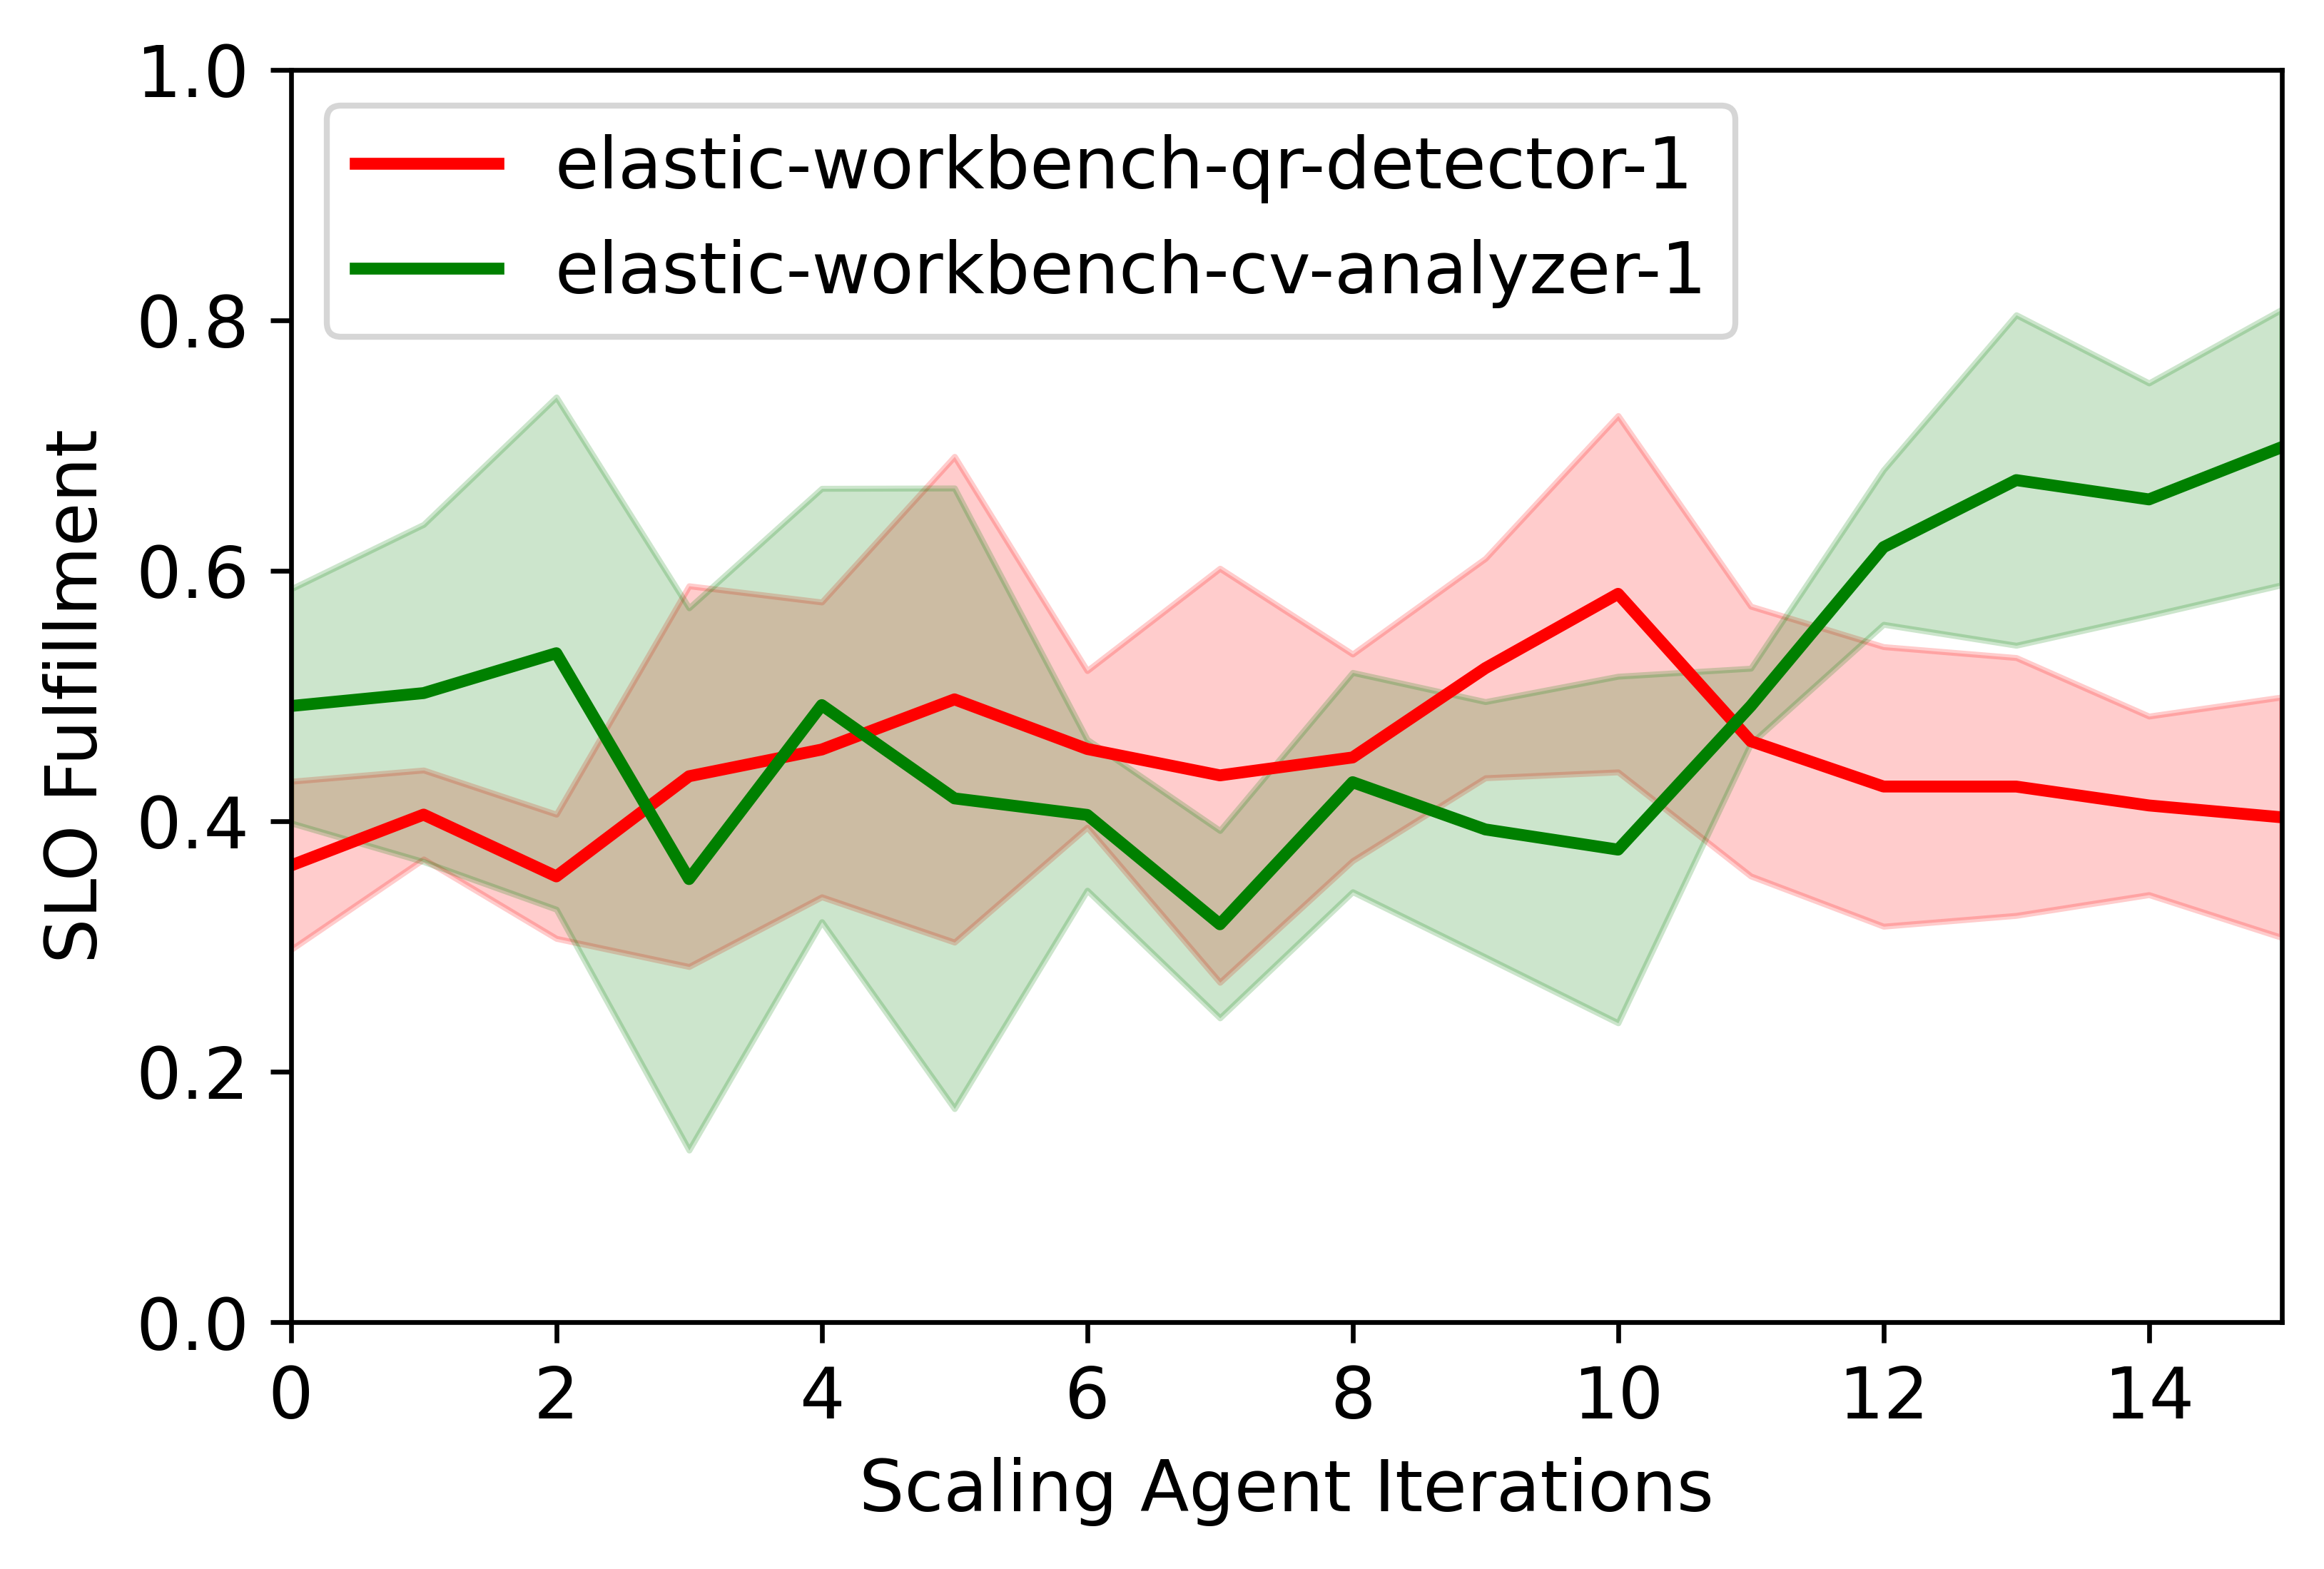 1.0
0.8
0.6
0.4
0.2
0.0
SLO Fulfillment
elastic-workbench-qr-detector-1
elastic-workbench-cv-analyzer-1
0 2 4 6 8 10 12 14
Scaling Agent Iterations